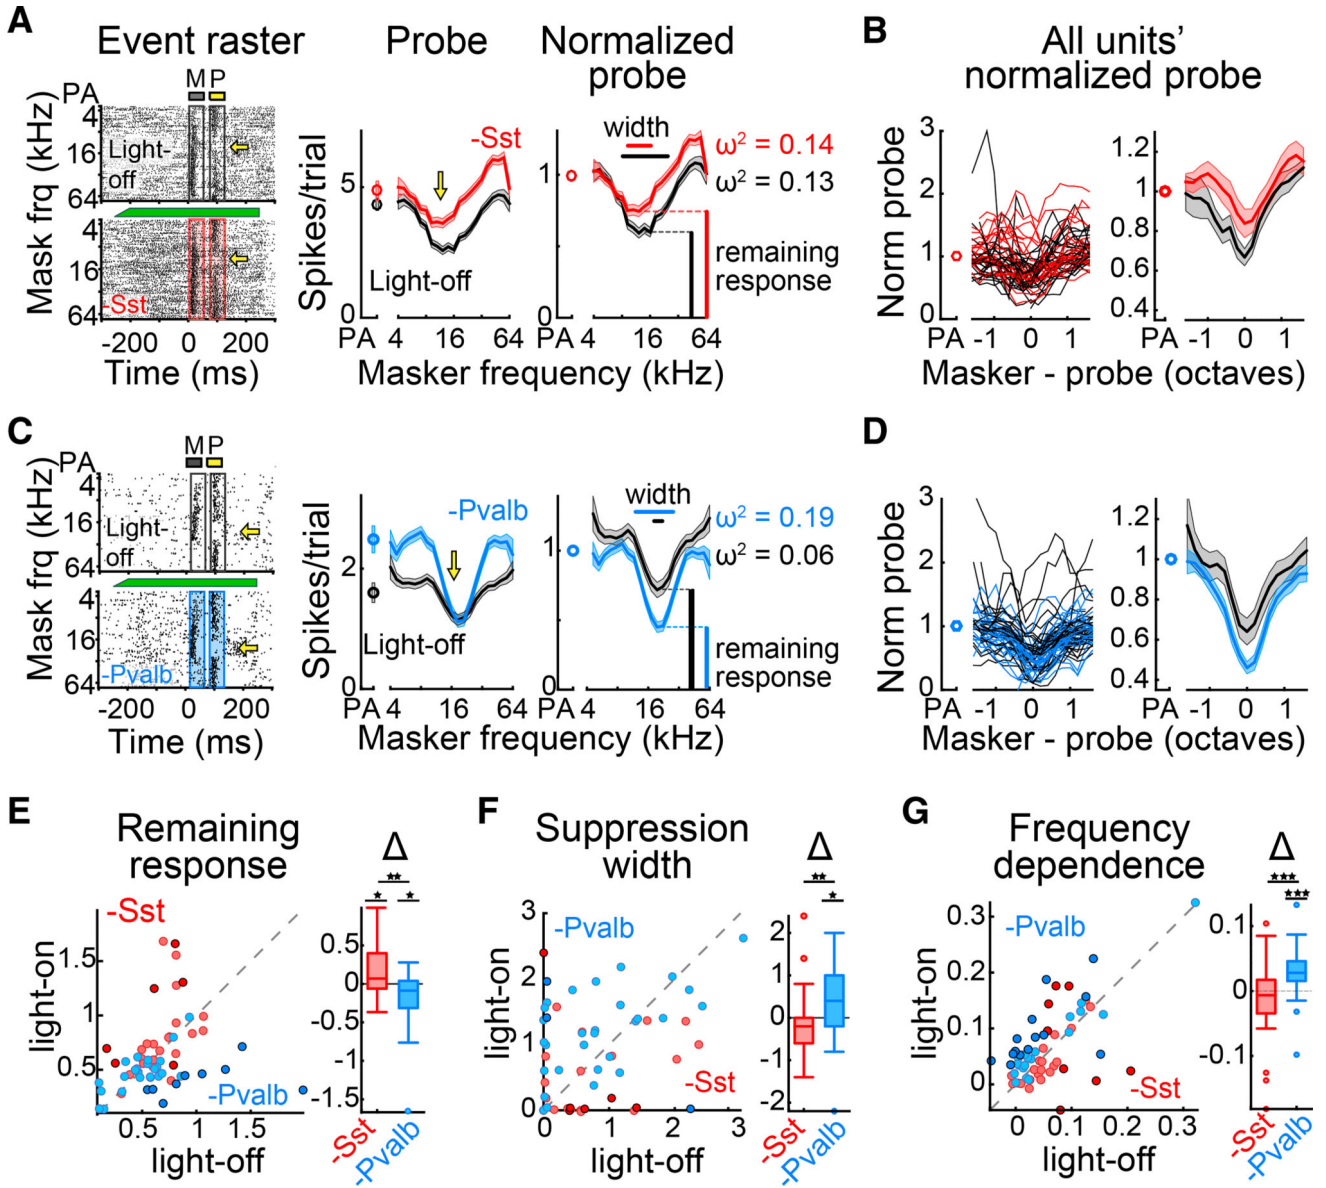 A
Event raster
Probe
Normalized
probe
M P
PA
4
16
64
Light-
off
4
16
64
-Sst
Mask frq (kHz)
-200 0 200
Time (ms)
Spikes/trial
5
0
-Sst
Light-off
PA 4 16 64
width
1
0
ω² = 0.14
ω² = 0.13
remaining
response
PA 4 16 64
Masker frequency (kHz)
B
All units'
normalized probe
Norm probe
3
2
1
0
PA -1 0 1
1.2
1
0.8
0.6
0.4
PA -1 0 1
Masker - probe (octaves)
C
M P
PA
4
16
64
Light-
off
4
16
64
-Pvalb
Mask frq (kHz)
-200 0 200
Time (ms)
Spikes/trial
2
0
-Pvalb
Light-off
PA 4 16 64
width
1
0
ω² = 0.19
ω² = 0.06
remaining
response
PA 4 16 64
Masker frequency (kHz)
D
Norm probe
3
2
1
0
PA -1 0 1
1.2
1
0.8
0.6
0.4
PA -1 0 1
Masker - probe (octaves)
E
Remaining
response
-Sst
-Pvalb
light-on
1.5
1
0.5
0.5 1 1.5
light-off
Δ
★★
★ ★
0.5
0
-0.5
-1
-1.5
-Sst
-Pvalb
F
Suppression
width
-Pvalb
-Sst
light-on
3
2
1
0
0 1 2 3
light-off
Δ
★★
★
2
1
0
-1
-2
-Sst
-Pvalb
G
Frequency
dependence
-Pvalb
-Sst
light-on
0.3
0.2
0.1
0
0 0.1 0.2 0.3
light-off
Δ
★★★
★★★
0.1
0
-0.1
-Sst
-Pvalb